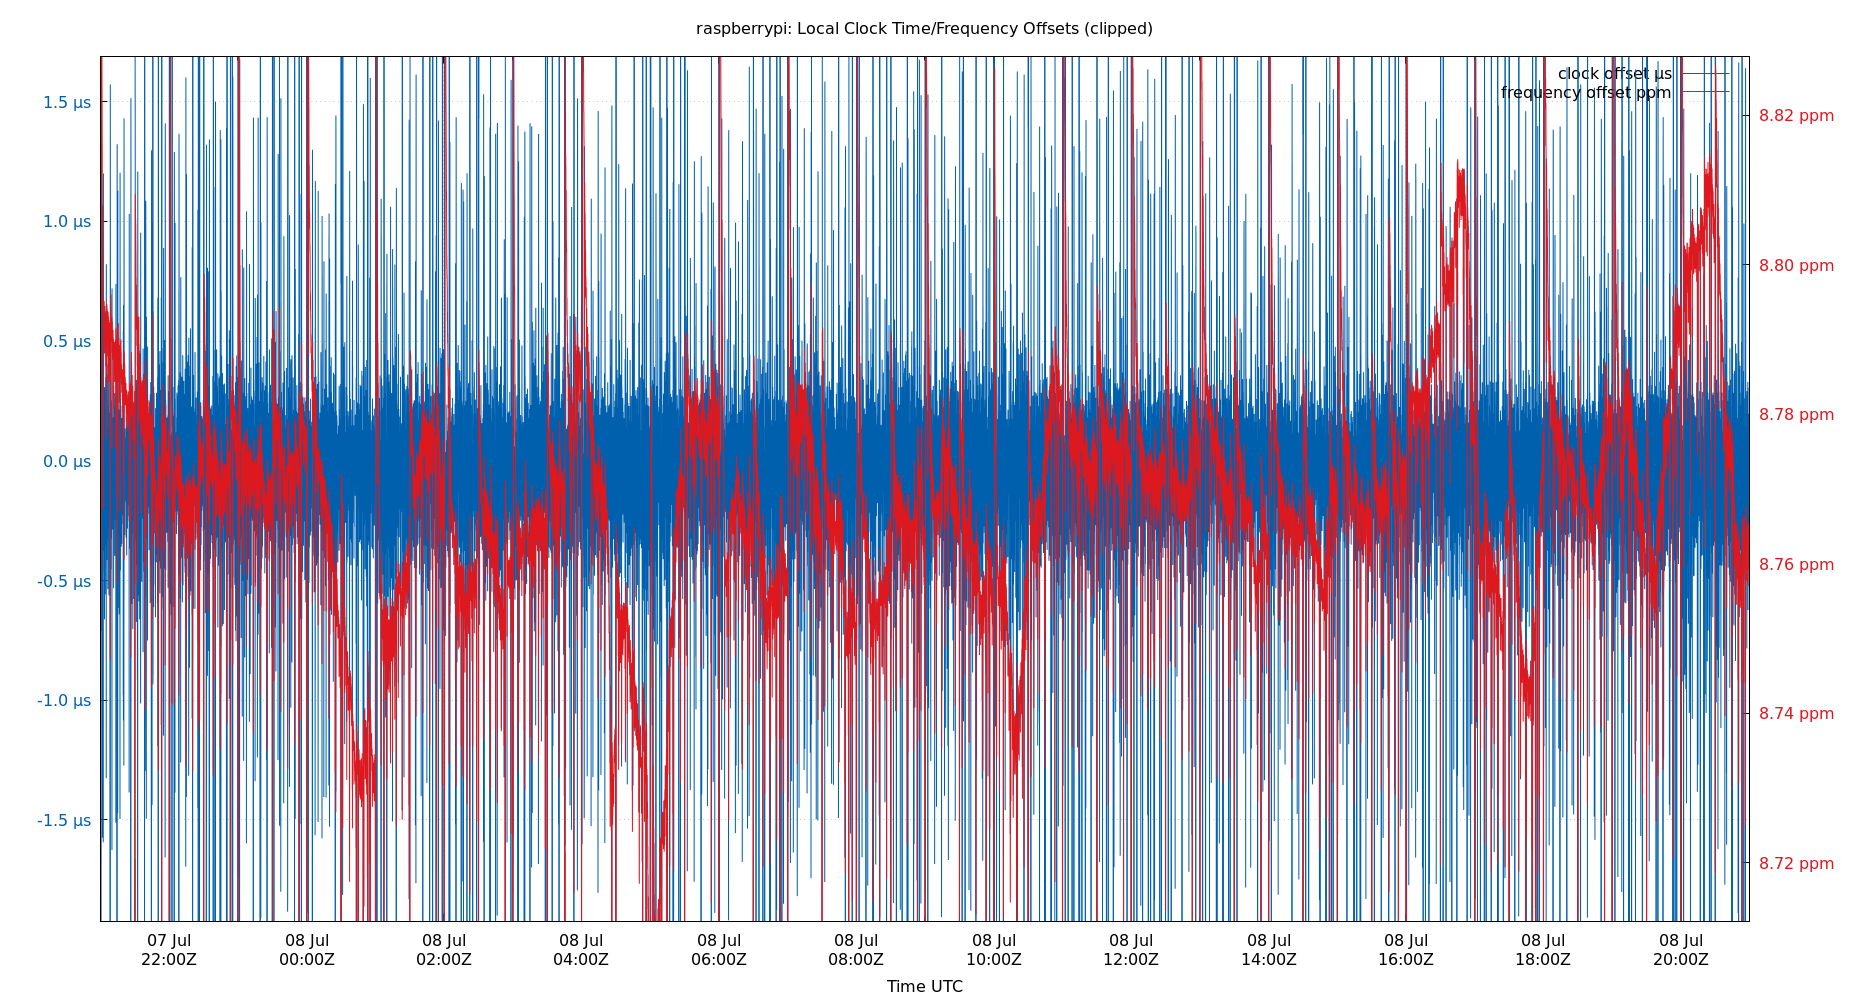 raspberrypi: Local Clock Time/Frequency Offsets (clipped)
clock offset µs
frequency offset ppm
1.5 µs
1.0 µs
0.5 µs
0.0 µs
-0.5 µs
-1.0 µs
-1.5 µs
8.82 ppm
8.80 ppm
8.78 ppm
8.76 ppm
8.74 ppm
8.72 ppm
07 Jul 08 Jul 08 Jul 08 Jul 08 Jul 08 Jul 08 Jul 08 Jul 08 Jul 08 Jul 08 Jul 08 Jul
22:00Z 00:00Z 02:00Z 04:00Z 06:00Z 08:00Z 10:00Z 12:00Z 14:00Z 16:00Z 18:00Z 20:00Z
Time UTC